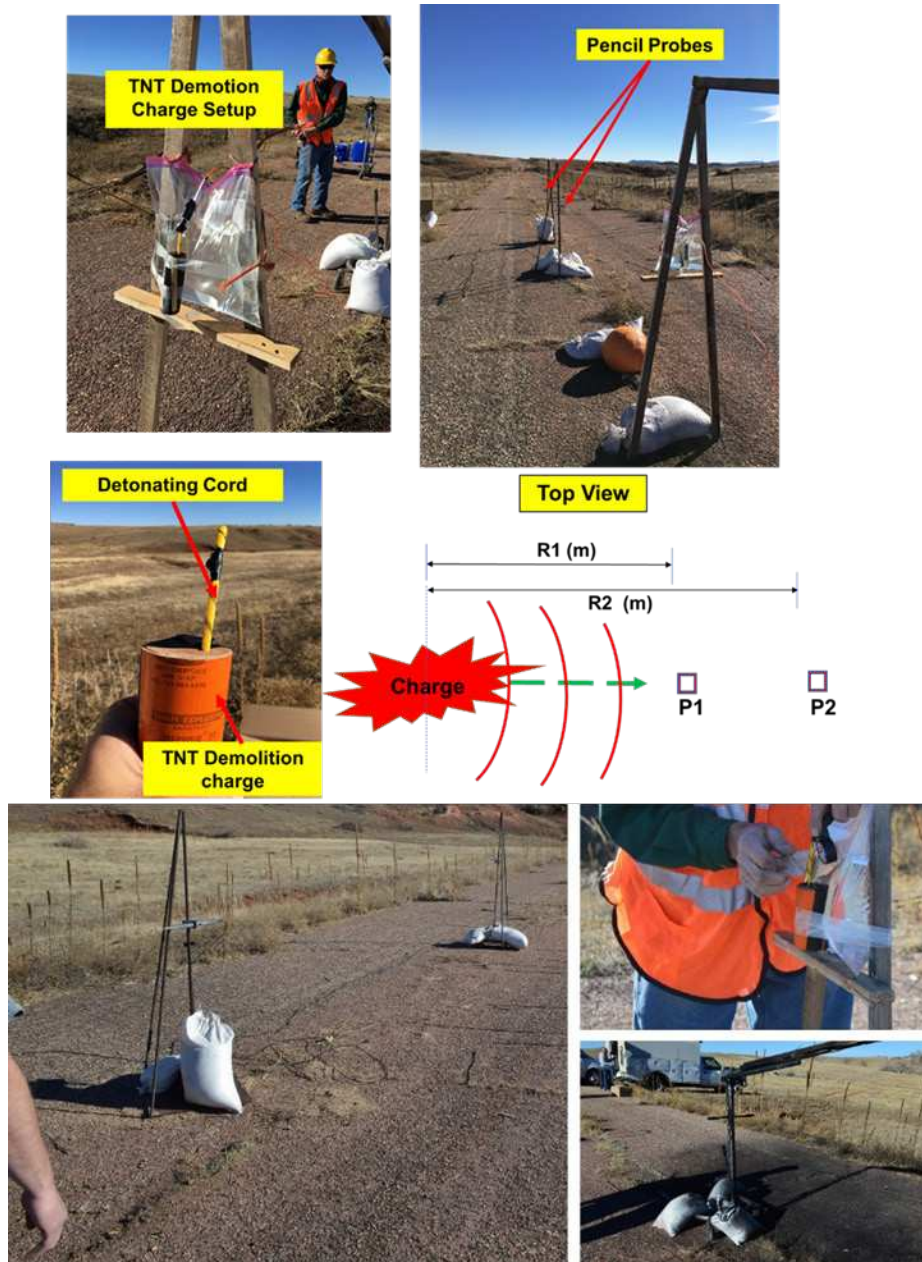 TNT Demotion
Charge Setup
Pencil Probes
Detonating Cord
TNT Demolition
charge
Top View
R1 (m)
R2 (m)
Charge
P1
P2